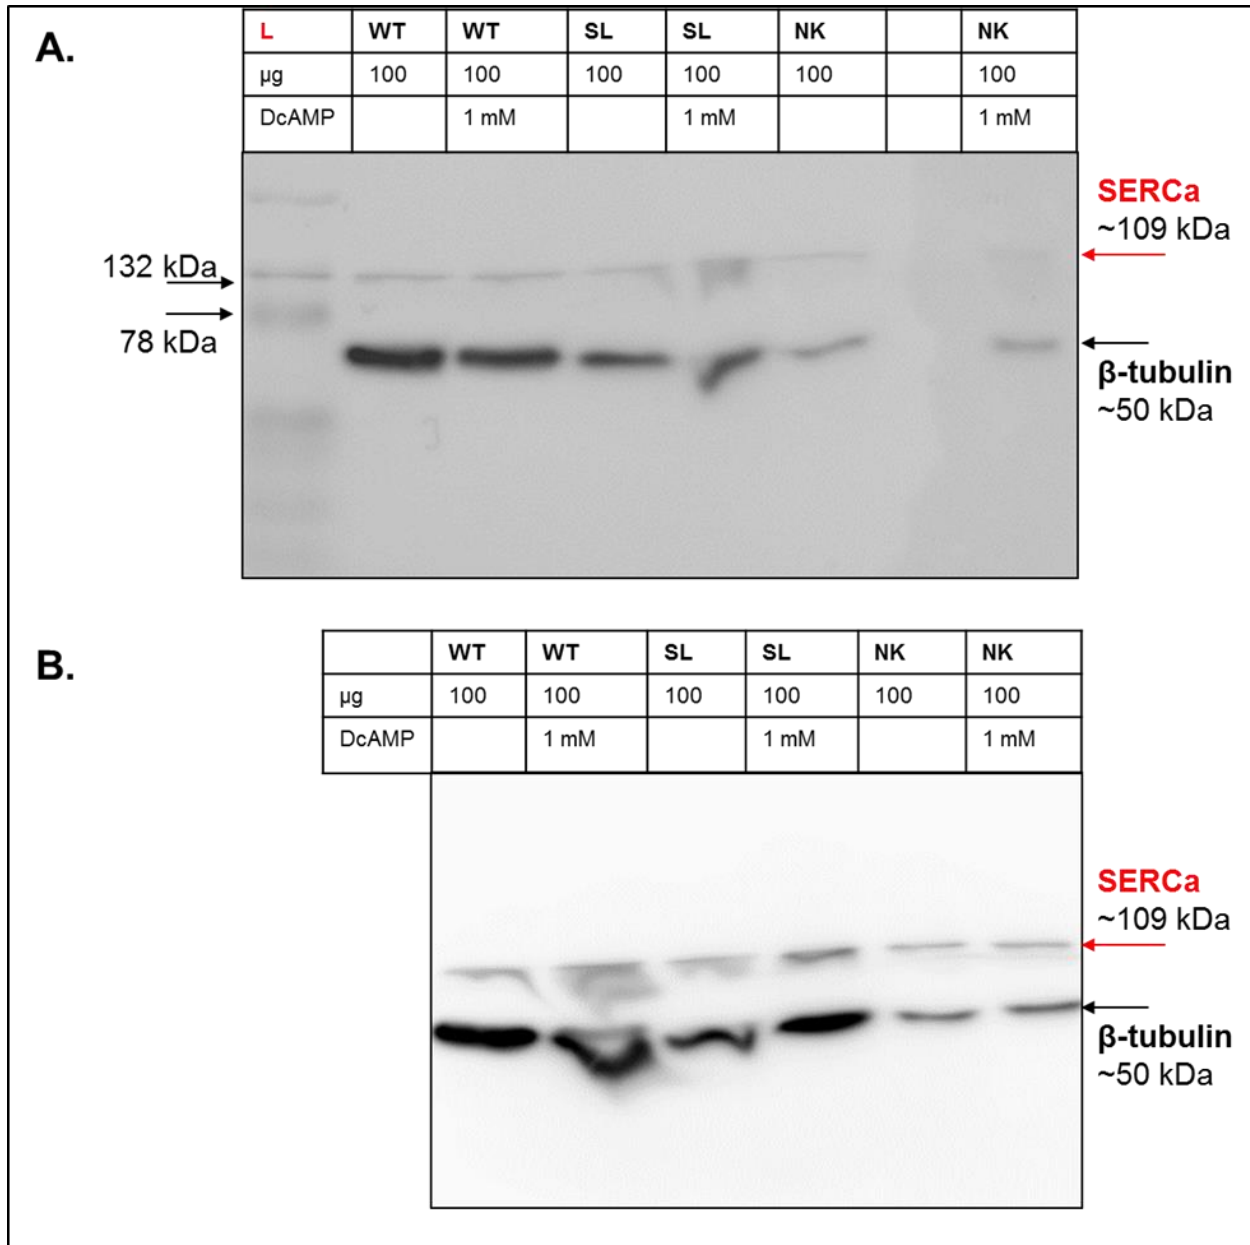 A.
L WT WT SL SL NK NK
µg 100 100 100 100 100 100
DcAMP 1 mM 1 mM 1 mM
SERCa
~109 kDa
132 kDa
78 kDa
β-tubulin
~50 kDa
B.
WT WT SL SL NK NK
µg 100 100 100 100 100 100
DcAMP 1 mM 1 mM 1 mM
SERCa
~109 kDa
β-tubulin
~50 kDa